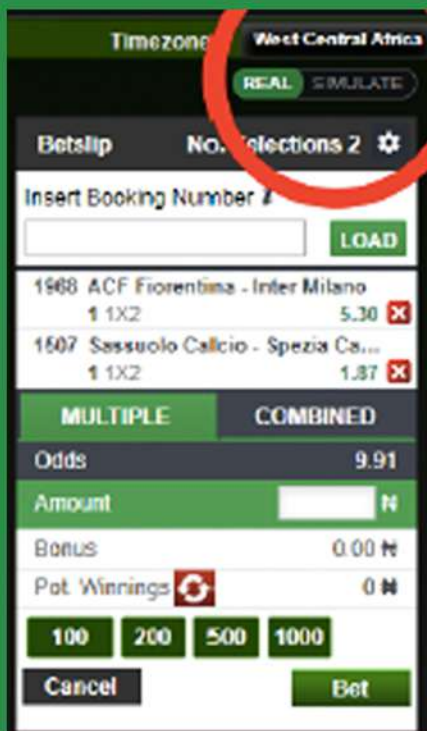 Timezone West Central Africa
REAL SIMULATE
Betslip No. Selections 2
Insert Booking Number
LOAD
1968 ACF Fiorentina - Inter Milano
1 1X2 5.30
1507 Sassuolo Callcio - Spezia Ca...
1 1X2 1.87
MULTIPLE COMBINED
Odds 9.91
Amount ₦
Bonus 0.00 ₦
Pot. Winnings 0 ₦
100 200 500 1000
Cancel Bet